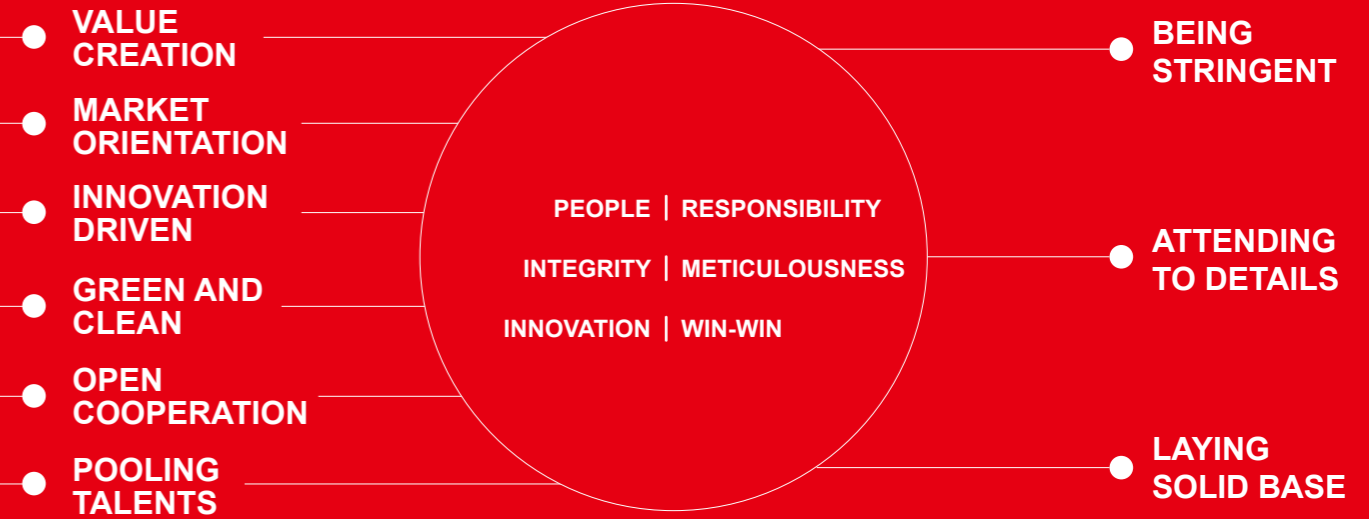 VALUE
CREATION
MARKET
ORIENTATION
INNOVATION
DRIVEN
GREEN AND
CLEAN
OPEN
COOPERATION
POOLING
TALENTS
PEOPLE | RESPONSIBILITY
INTEGRITY | METICULOUSNESS
INNOVATION | WIN-WIN
BEING
STRINGENT
ATTENDING
TO DETAILS
LAYING
SOLID BASE